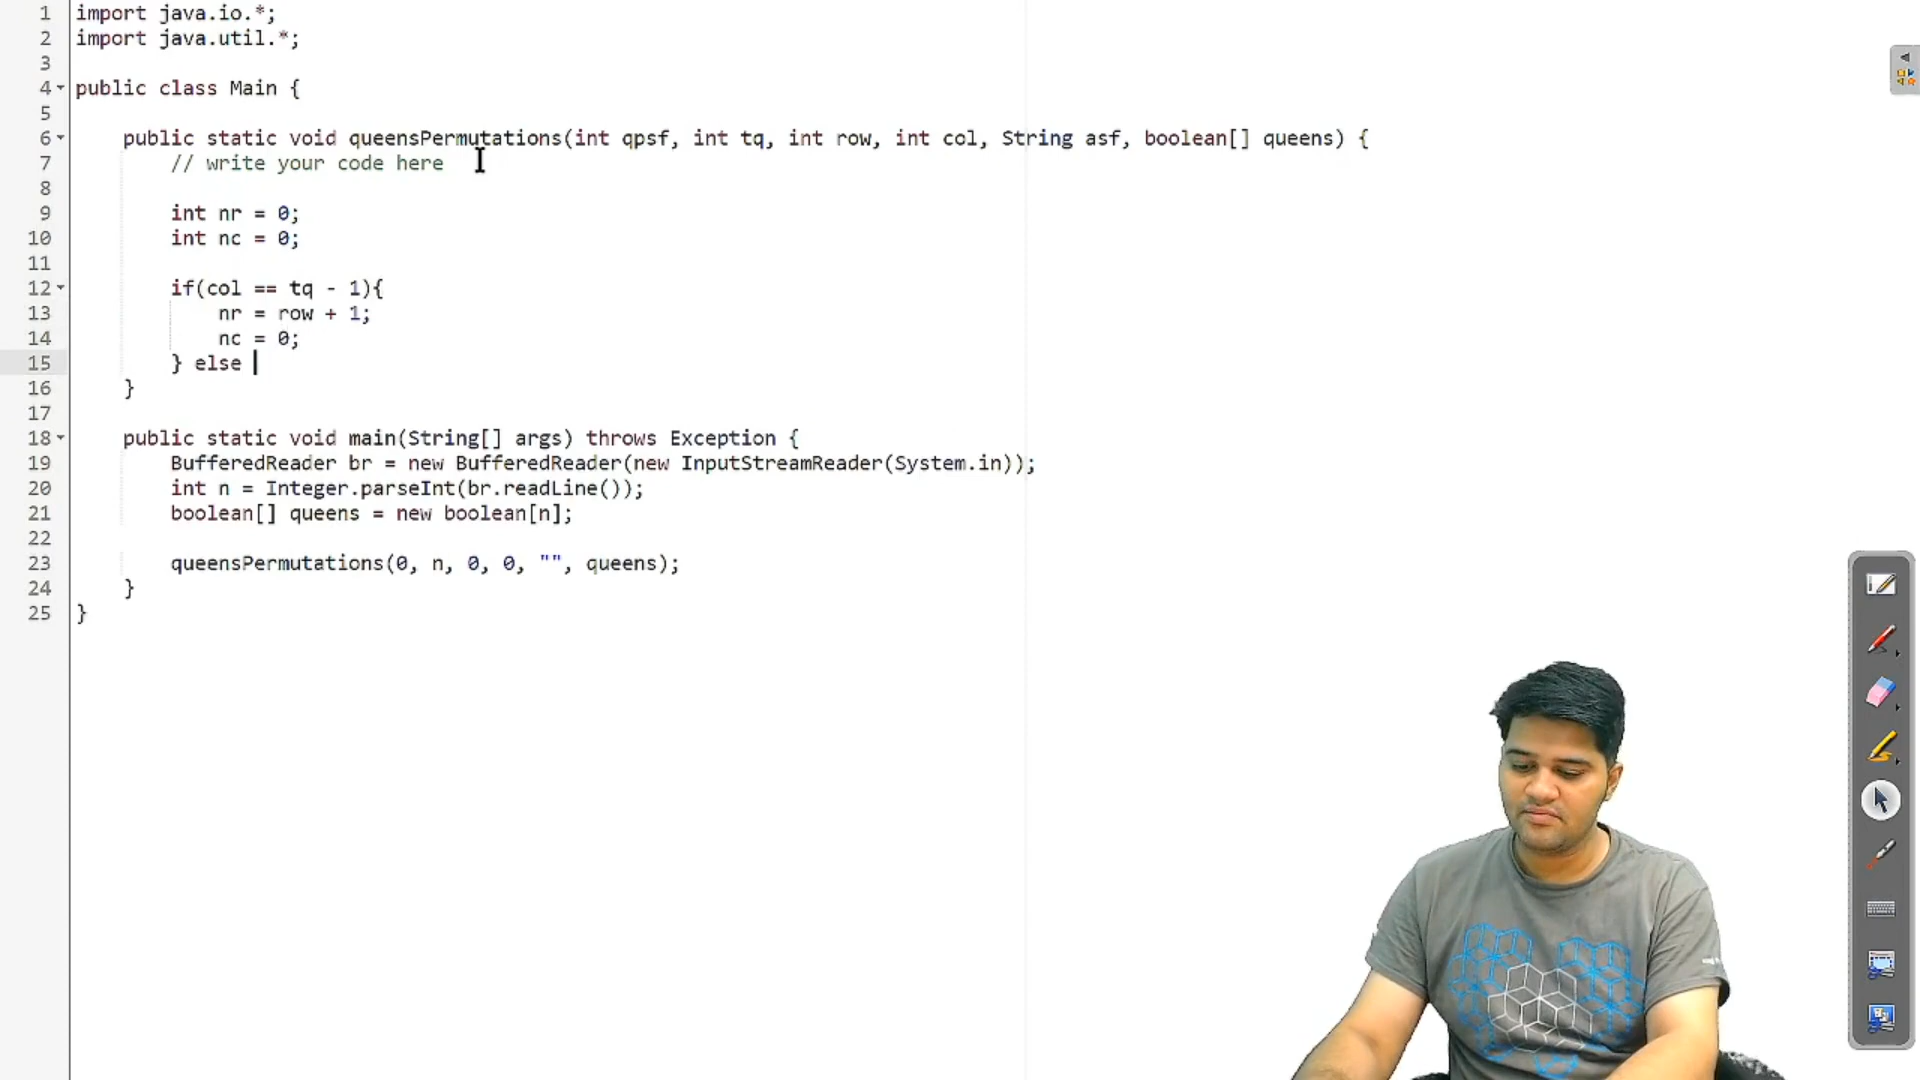 1 import java.io.*;
2 import java.util.*;
3
4 public class Main {
5
6 public static void queensPermutations(int qpsf, int tq, int row, int col, String asf, boolean[] queens) {
7 // write your code here
8
9 int nr = 0;
10 int nc = 0;
11
12 if(col == tq - 1){
13 nr = row + 1;
14 nc = 0;
15 } else
16 }
17
18 public static void main(String[] args) throws Exception {
19 BufferedReader br = new BufferedReader(new InputStreamReader(System.in));
20 int n = Integer.parseInt(br.readLine());
21 boolean[] queens = new boolean[n];
22
23 queensPermutations(0, n, 0, 0, "", queens);
24 }
25 }